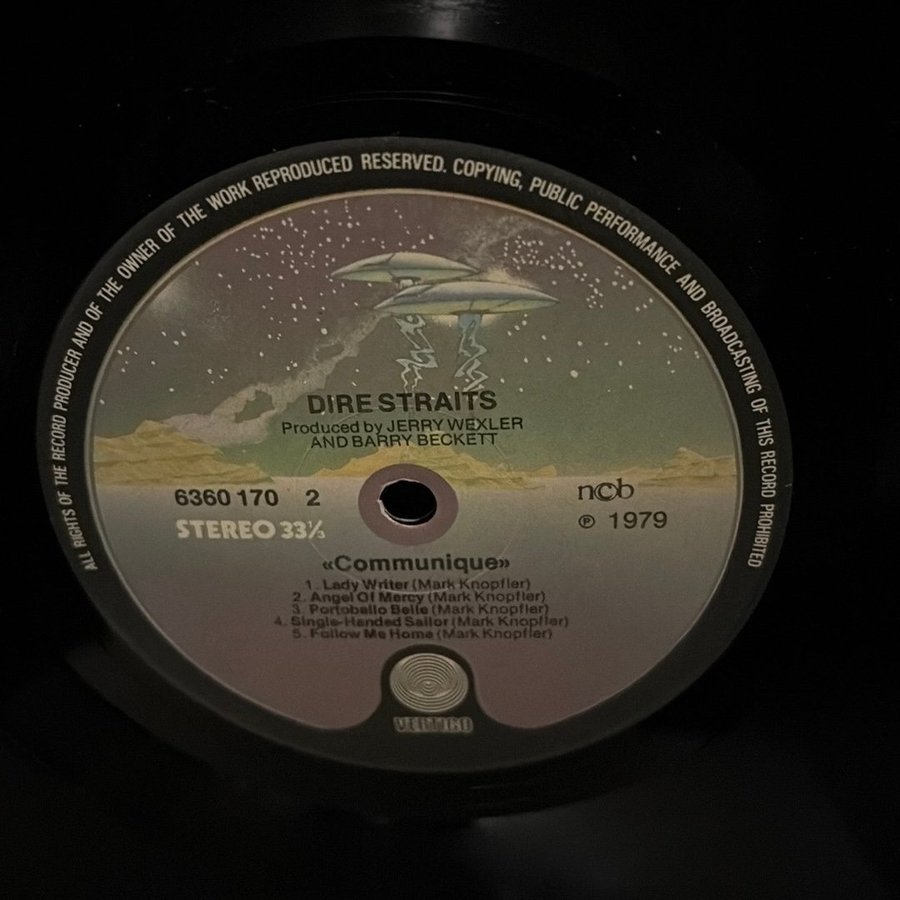 ALL RIGHTS OF THE RECORD PRODUCER AND OF THE OWNER OF THE WORK REPRODUCED RESERVED. COPYING, PUBLIC PERFORMANCE AND BROADCASTING OF THIS RECORD PROHIBITED
DIRE STRAITS
Produced by JERRY WEXLER
AND BARRY BECKETT
6360 170 2
ncb
STEREO 33⅓
℗ 1979
«Communique»
1. Lady Writer (Mark Knopfler)
2. Angel Of Mercy (Mark Knopfler)
3. Portobello Belle (Mark Knopfler)
4. Single-Handed Sailor (Mark Knopfler)
5. Follow Me Home (Mark Knopfler)
VERTIGO